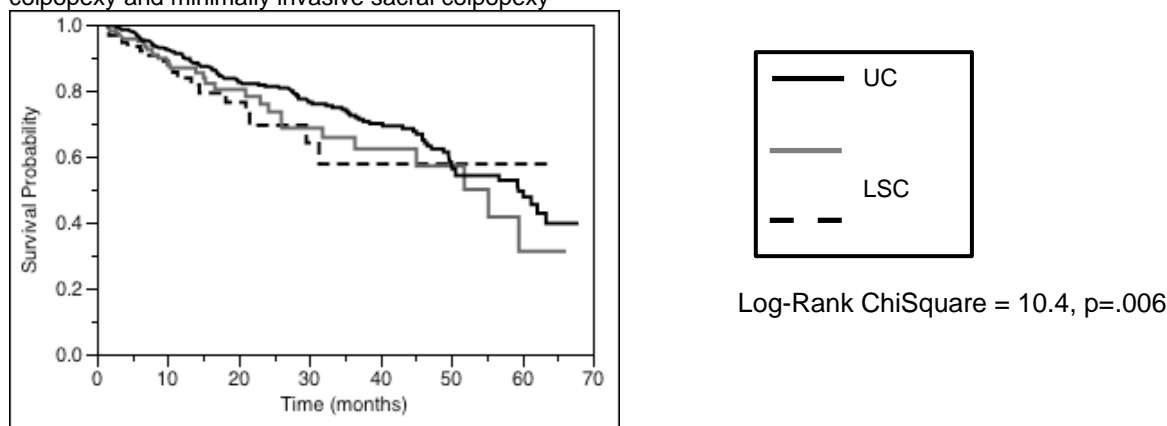 colpopexy and minimally invasive sacral colpopexy
1.0
0.8
0.6
0.4
0.2
0.0
Survival Probability
0 10 20 30 40 50 60 70
Time (months)
UC
LSC
Log-Rank ChiSquare = 10.4, p=.006